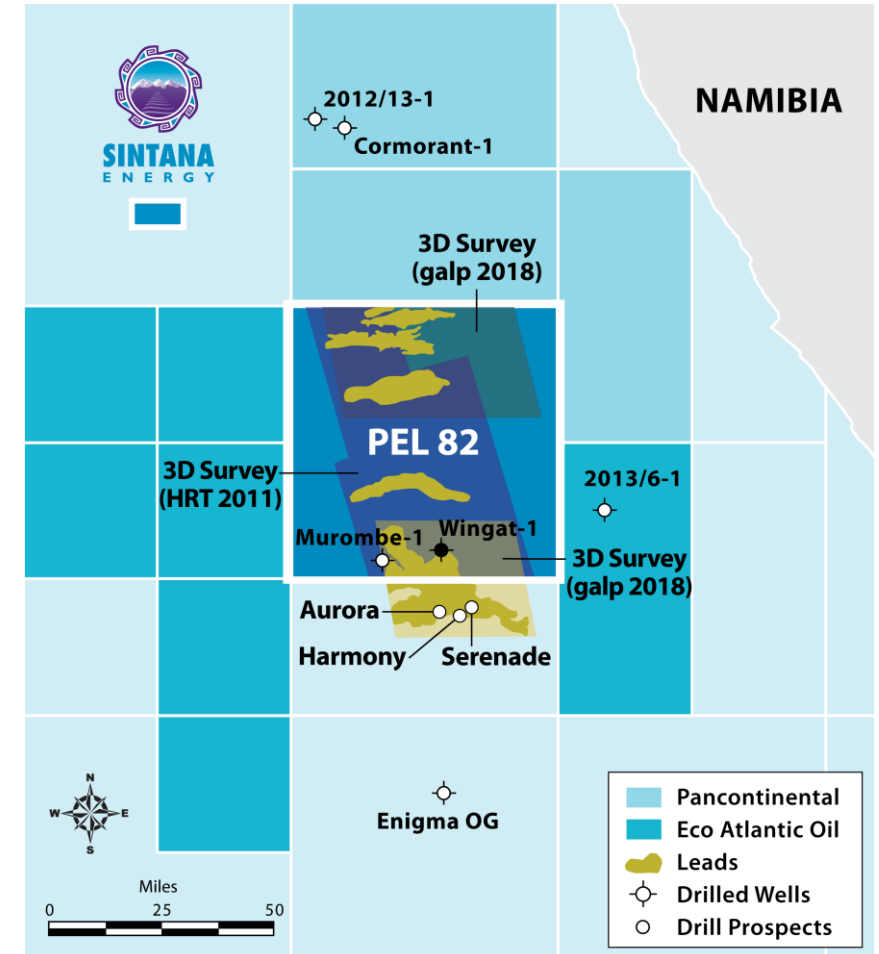 2012/13-1
Cormorant-1
NAMIBIA
SINTANA
ENERGY
3D Survey
(galp 2018)
PEL 82
3D Survey
(HRT 2011)
2013/6-1
Murombe-1
Wingat-1
3D Survey
(galp 2018)
Aurora
Harmony
Serenade
Enigma OG
N
W
E
S
Miles
0 25 50
Pancontinental
Eco Atlantic Oil
Leads
Drilled Wells
Drill Prospects